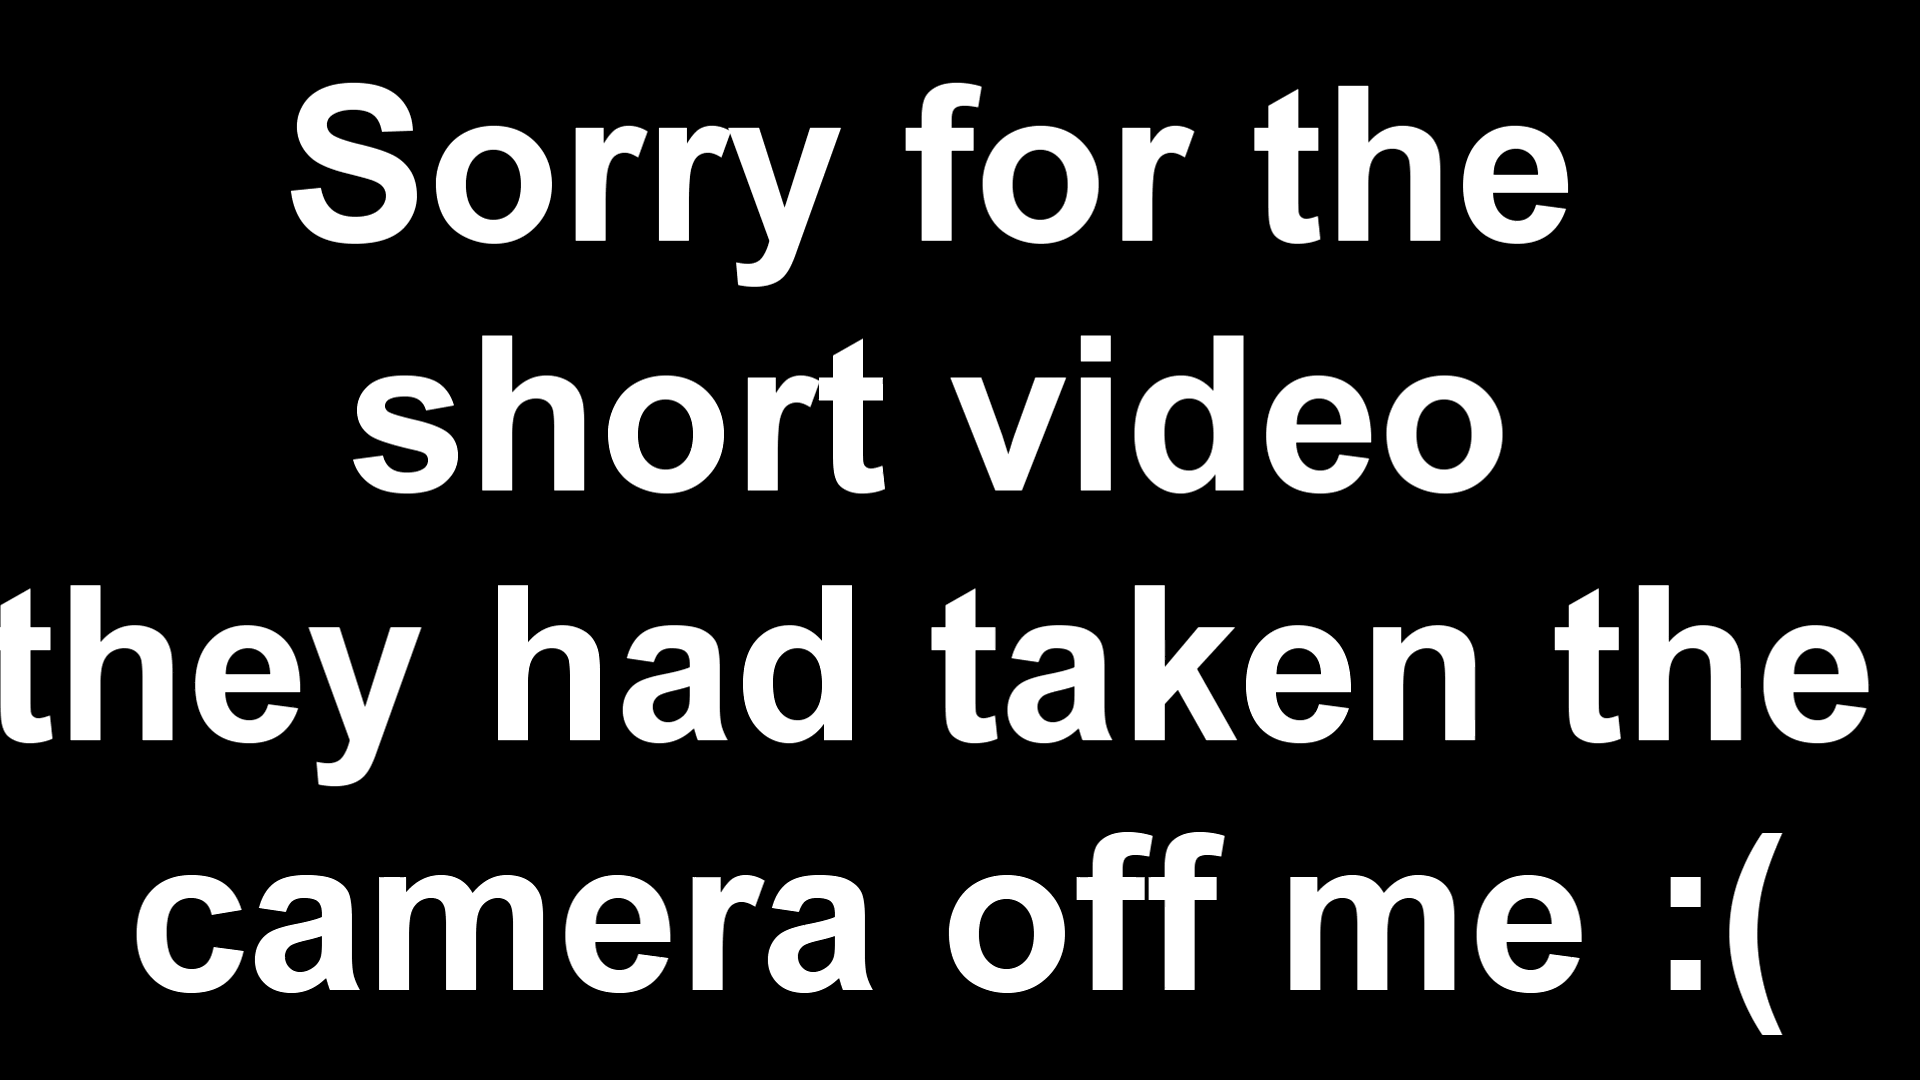 Sorry for the
short video
they had taken the
camera off me :(